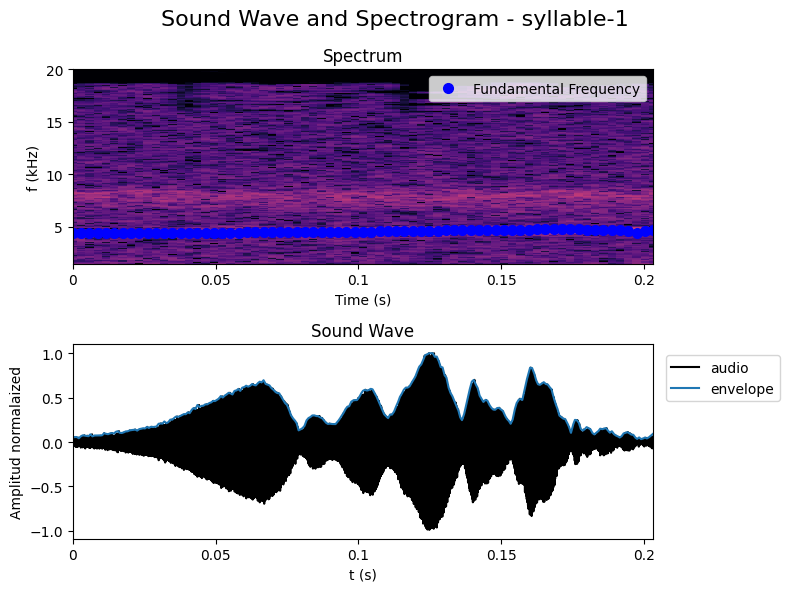 Sound Wave and Spectrogram - syllable-1
Spectrum
Fundamental Frequency
20
15
10
5
f (kHz)
0
0.05
0.1
0.15
0.2
Time (s)
Sound Wave
audio
envelope
1.0
0.5
0.0
−0.5
−1.0
Amplitud normalaized
0
0.05
0.1
0.15
0.2
t (s)